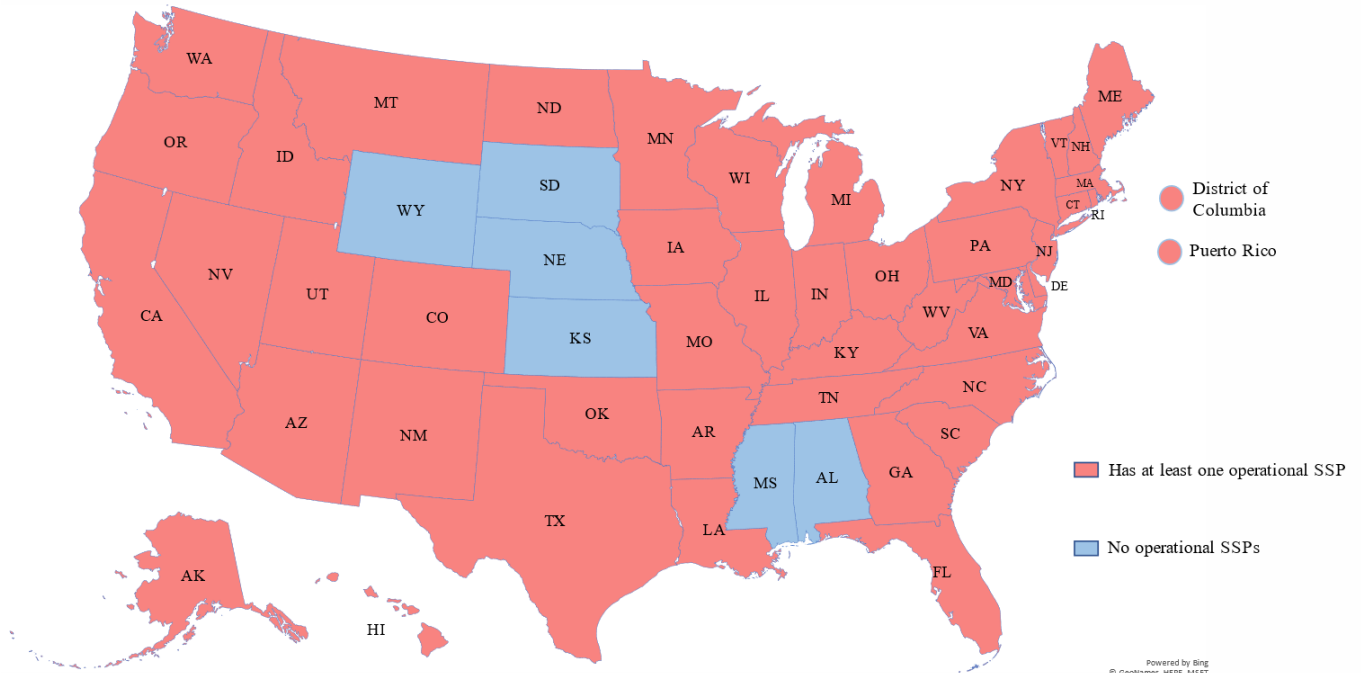 WA
MT
ND
MN
ME
OR
ID
SD
WI
VT
NH
WY
MI
NY
MA
CT
RI
District of
Columbia
NV
NE
IA
PA
NJ
Puerto Rico
UT
CO
IL
IN
OH
MD
DE
CA
KS
MO
WV
VA
KY
AZ
NM
OK
AR
TN
NC
SC
MS
AL
GA
Has at least one operational SSP
TX
LA
No operational SSPs
AK
HI
FL
Powered by Bing
© GeoNames, HERE, MSFT